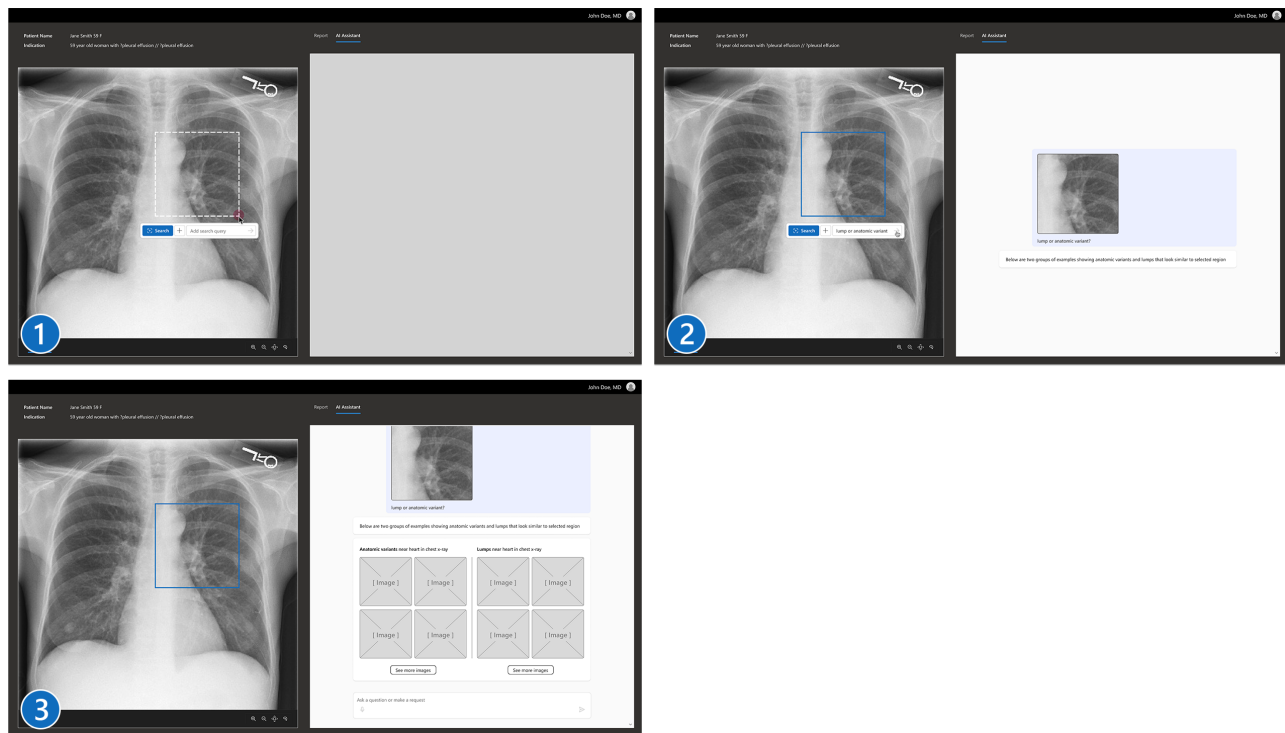 John Doe, MD
Patient Name Jane Smith 59 F
Indication 59 year old woman with ?pleural effusion // ?pleural effusion
Report AI Assistant
Search + Add search query
1
John Doe, MD
Patient Name Jane Smith 59 F
Indication 59 year old woman with ?pleural effusion // ?pleural effusion
Report AI Assistant
Search + lump or anatomic variant
lump or anatomic variant?
Below are two groups of examples showing anatomic variants and lumps that look similar to selected region
2
John Doe, MD
Patient Name Jane Smith 59 F
Indication 59 year old woman with ?pleural effusion // ?pleural effusion
Report AI Assistant
lump or anatomic variant?
Below are two groups of examples showing anatomic variants and lumps that look similar to selected region
Anatomic variants near heart in chest x-ray
Lumps near heart in chest x-ray
[ Image ] [ Image ] [ Image ] [ Image ]
[ Image ] [ Image ] [ Image ] [ Image ]
See more images See more images
Ask a question or make a request
3